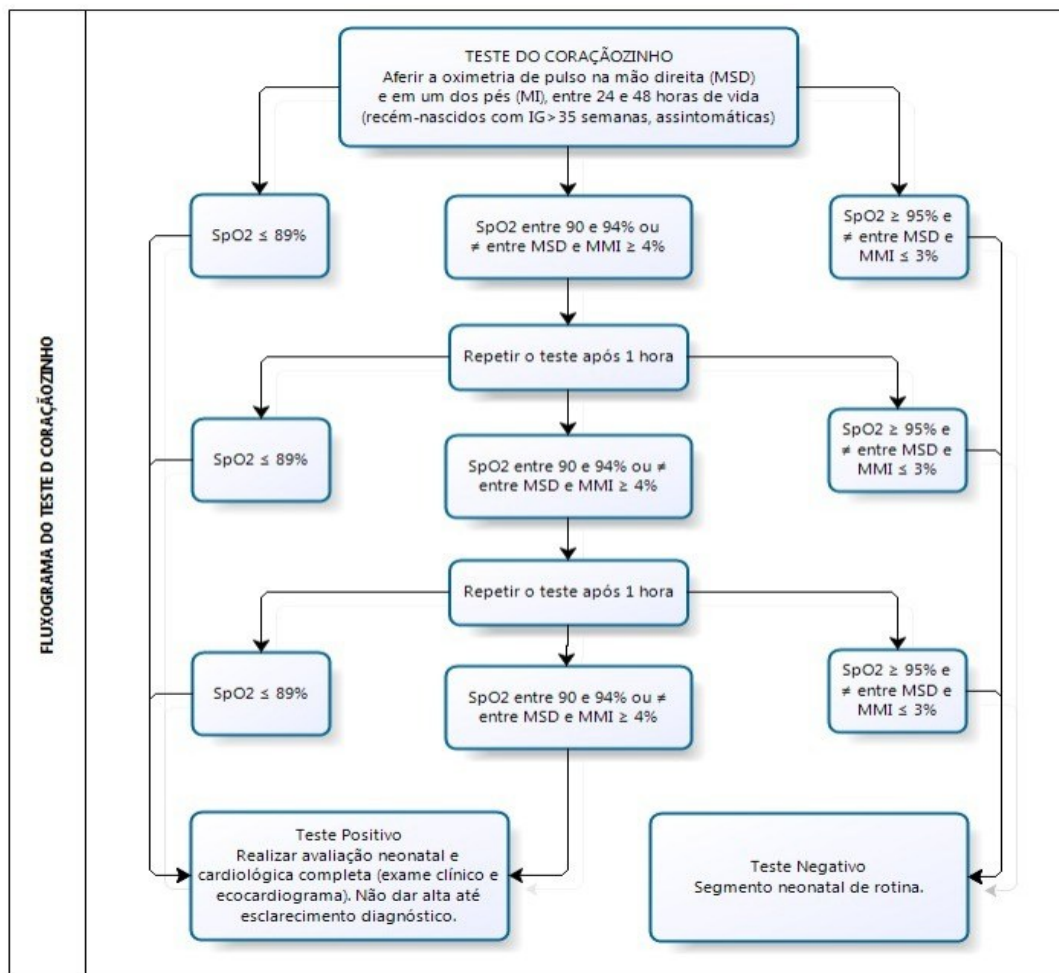 FLUXOGRAMA DO TESTE D CORAÇÃOZINHO
TESTE DO CORAÇÃOZINHO
Aferir a oximetria de pulso na mão direita (MSD)
e em um dos pés (MI), entre 24 e 48 horas de vida
(recém-nascidos com IG>35 semanas, assintomáticas)
SpO2 ≤ 89%
SpO2 entre 90 e 94% ou
≠ entre MSD e MMI ≥ 4%
SpO2 ≥ 95% e
≠ entre MSD e
MMI ≤ 3%
Repetir o teste após 1 hora
SpO2 ≤ 89%
SpO2 entre 90 e 94% ou ≠
entre MSD e MMI ≥ 4%
SpO2 ≥ 95% e
≠ entre MSD e
MMI ≤ 3%
Repetir o teste após 1 hora
SpO2 ≤ 89%
SpO2 entre 90 e 94% ou ≠
entre MSD e MMI ≥ 4%
SpO2 ≥ 95% e
≠ entre MSD e
MMI ≤ 3%
Teste Positivo
Realizar avaliação neonatal e
cardiológica completa (exame clínico e
ecocardiograma). Não dar alta até
esclarecimento diagnóstico.
Teste Negativo
Segmento neonatal de rotina.